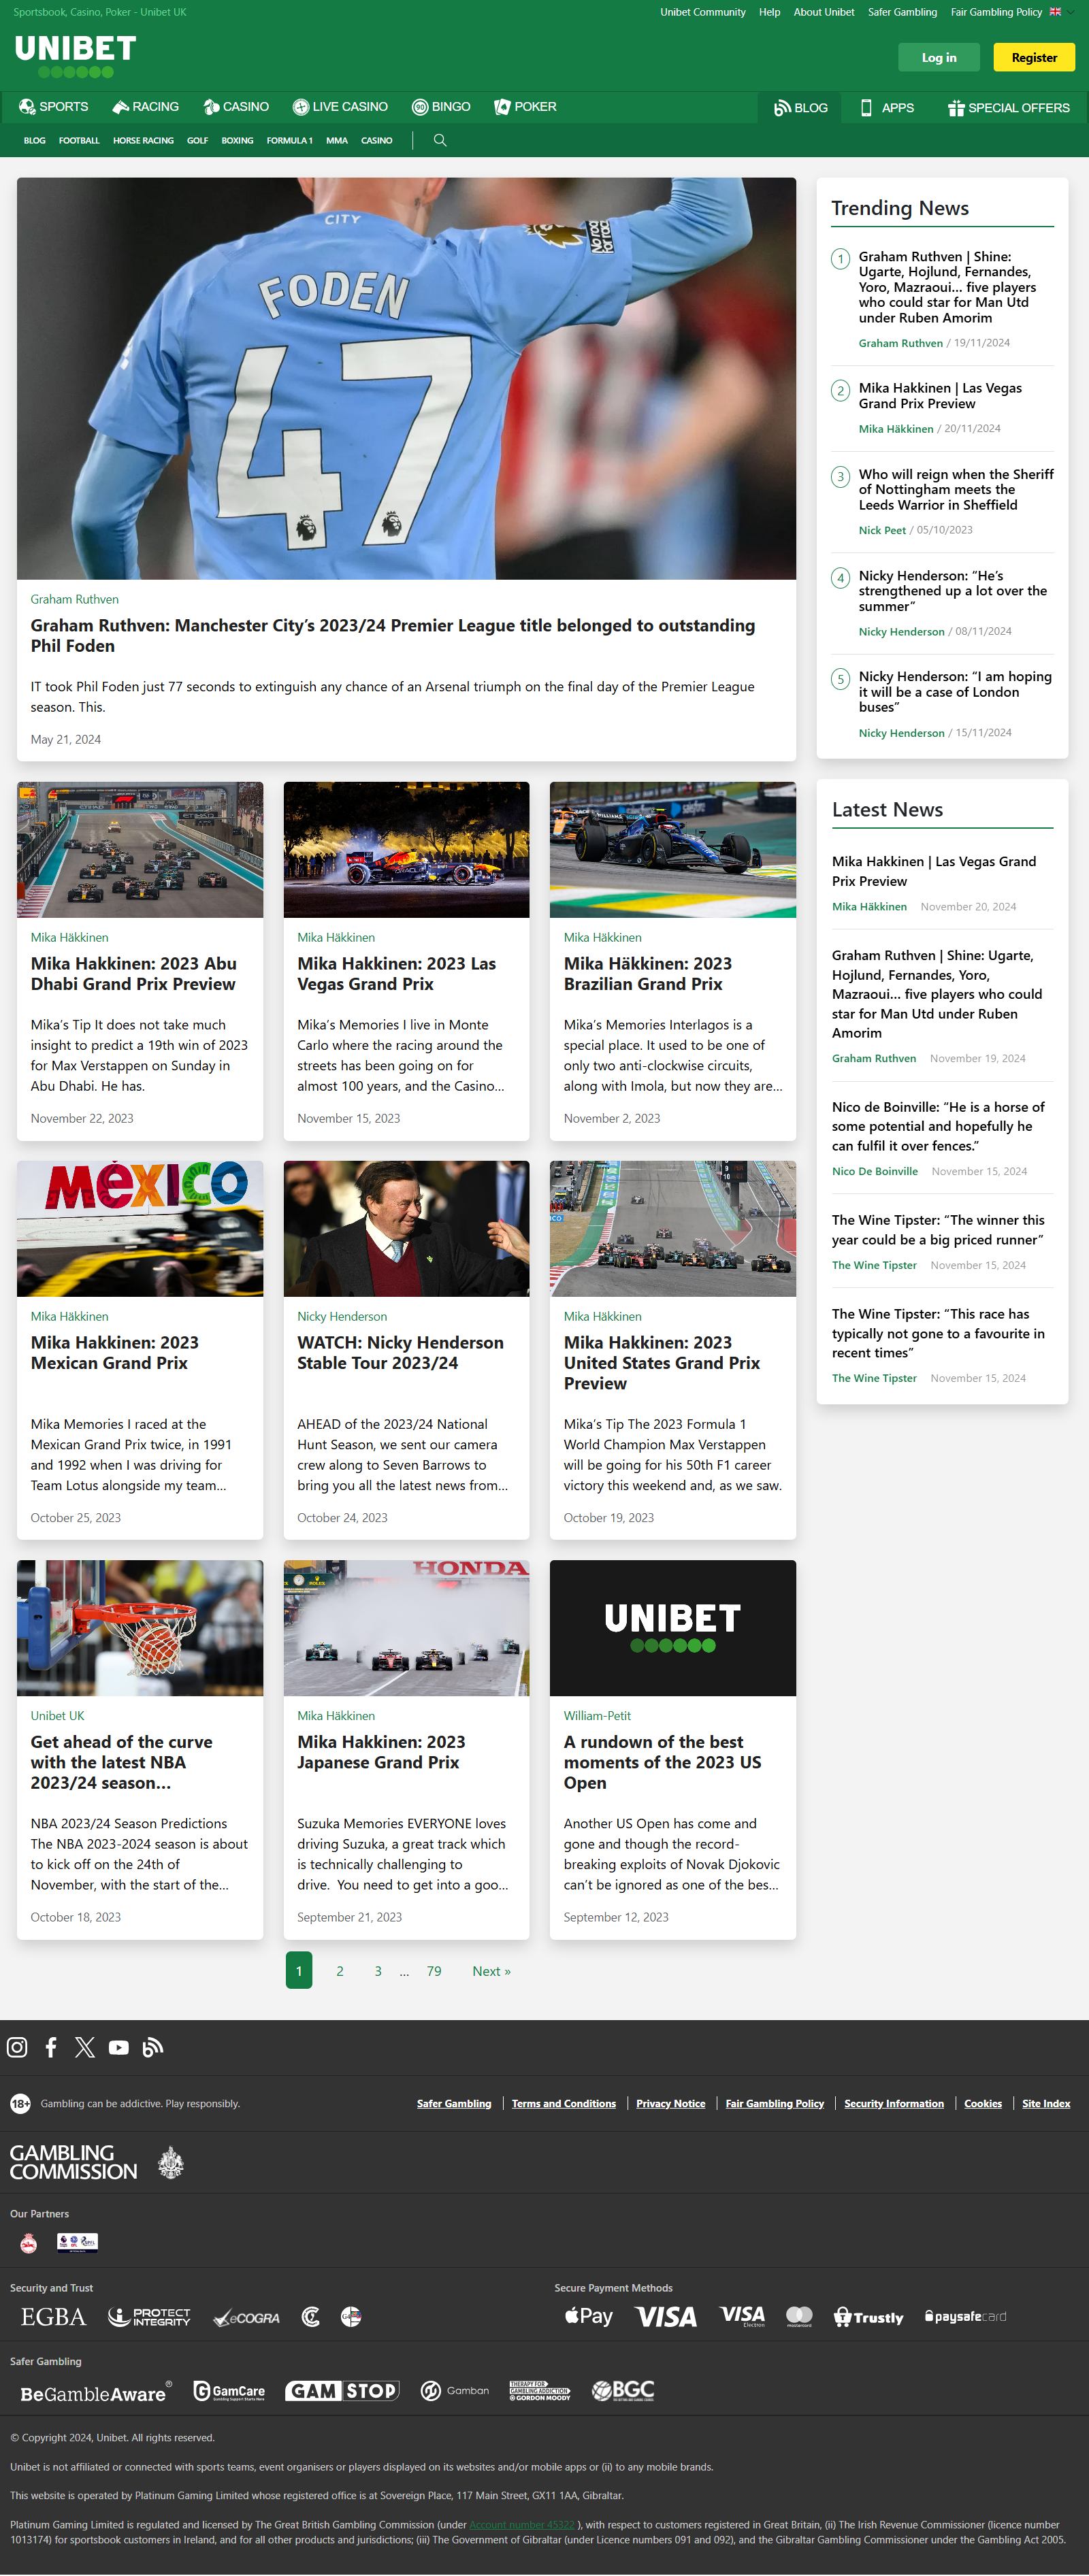 Sportsbook, Casino, Poker - Unibet UK
Unibet Community Help About Unibet Safer Gambling Fair Gambling Policy
UNIBET
Log in Register
SPORTS RACING CASINO LIVE CASINO BINGO POKER BLOG APPS SPECIAL OFFERS
BLOG FOOTBALL HORSE RACING GOLF BOXING FORMULA 1 MMA CASINO
CITY
FODEN
47
Graham Ruthven
Graham Ruthven: Manchester City’s 2023/24 Premier League title belonged to outstanding
Phil Foden
IT took Phil Foden just 77 seconds to extinguish any chance of an Arsenal triumph on the final day of the Premier League
season. This.
May 21, 2024
Mika Häkkinen
Mika Hakkinen: 2023 Abu
Dhabi Grand Prix Preview
Mika’s Tip It does not take much
insight to predict a 19th win of 2023
for Max Verstappen on Sunday in
Abu Dhabi. He has.
November 22, 2023
Mika Häkkinen
Mika Hakkinen: 2023 Las
Vegas Grand Prix
Mika’s Memories I live in Monte
Carlo where the racing around the
streets has been going on for
almost 100 years, and the Casino...
November 15, 2023
Mika Häkkinen
Mika Häkkinen: 2023
Brazilian Grand Prix
Mika’s Memories Interlagos is a
special place. It used to be one of
only two anti-clockwise circuits,
along with Imola, but now they are...
November 2, 2023
MéxICO
Mika Häkkinen
Mika Hakkinen: 2023
Mexican Grand Prix
Mika Memories I raced at the
Mexican Grand Prix twice, in 1991
and 1992 when I was driving for
Team Lotus alongside my team...
October 25, 2023
Nicky Henderson
WATCH: Nicky Henderson
Stable Tour 2023/24
AHEAD of the 2023/24 National
Hunt Season, we sent our camera
crew along to Seven Barrows to
bring you all the latest news from...
October 24, 2023
Mika Häkkinen
Mika Hakkinen: 2023
United States Grand Prix
Preview
Mika’s Tip The 2023 Formula 1
World Champion Max Verstappen
will be going for his 50th F1 career
victory this weekend and, as we saw.
October 19, 2023
Unibet UK
Get ahead of the curve
with the latest NBA
2023/24 season...
NBA 2023/24 Season Predictions
The NBA 2023-2024 season is about
to kick off on the 24th of
November, with the start of the...
October 18, 2023
HONDA
Mika Häkkinen
Mika Hakkinen: 2023
Japanese Grand Prix
Suzuka Memories EVERYONE loves
driving Suzuka, a great track which
is technically challenging to
drive. You need to get into a goo...
September 21, 2023
UNIBET
William-Petit
A rundown of the best
moments of the 2023 US
Open
Another US Open has come and
gone and though the record-
breaking exploits of Novak Djokovic
can’t be ignored as one of the bes...
September 12, 2023
1 2 3 ... 79 Next »
Trending News
1 Graham Ruthven | Shine:
Ugarte, Hojlund, Fernandes,
Yoro, Mazraoui... five players
who could star for Man Utd
under Ruben Amorim
Graham Ruthven / 19/11/2024
2 Mika Hakkinen | Las Vegas
Grand Prix Preview
Mika Häkkinen / 20/11/2024
3 Who will reign when the Sheriff
of Nottingham meets the
Leeds Warrior in Sheffield
Nick Peet / 05/10/2023
4 Nicky Henderson: “He’s
strengthened up a lot over the
summer”
Nicky Henderson / 08/11/2024
5 Nicky Henderson: “I am hoping
it will be a case of London
buses”
Nicky Henderson / 15/11/2024
Latest News
Mika Hakkinen | Las Vegas Grand
Prix Preview
Mika Häkkinen November 20, 2024
Graham Ruthven | Shine: Ugarte,
Hojlund, Fernandes, Yoro,
Mazraoui... five players who could
star for Man Utd under Ruben
Amorim
Graham Ruthven November 19, 2024
Nico de Boinville: “He is a horse of
some potential and hopefully he
can fulfil it over fences.”
Nico De Boinville November 15, 2024
The Wine Tipster: “The winner this
year could be a big priced runner”
The Wine Tipster November 15, 2024
The Wine Tipster: “This race has
typically not gone to a favourite in
recent times”
The Wine Tipster November 15, 2024
18+ Gambling can be addictive. Play responsibly.
Safer Gambling Terms and Conditions Privacy Notice Fair Gambling Policy Security Information Cookies Site Index
GAMBLING
COMMISSION
Our Partners
Security and Trust
EGBA PROTECT INTEGRITY eCOGRA
Secure Payment Methods
Pay VISA VISA Electron mastercard Trustly paysafecard
Safer Gambling
BeGambleAware® GamCare GAMSTOP Gamban GORDON MOODY BGC
© Copyright 2024, Unibet. All rights reserved.
Unibet is not affiliated or connected with sports teams, event organisers or players displayed on its websites and/or mobile apps or (ii) to any mobile brands.
This website is operated by Platinum Gaming Limited whose registered office is at Sovereign Place, 117 Main Street, GX11 1AA, Gibraltar.
Platinum Gaming Limited is regulated and licensed by The Great British Gambling Commission (under Account number 45322 ), with respect to customers registered in Great Britain, (ii) The Irish Revenue Commissioner (licence number
1013174) for sportsbook customers in Ireland, and for all other products and jurisdictions; (iii) The Government of Gibraltar (under Licence numbers 091 and 092), and the Gibraltar Gambling Commissioner under the Gambling Act 2005.